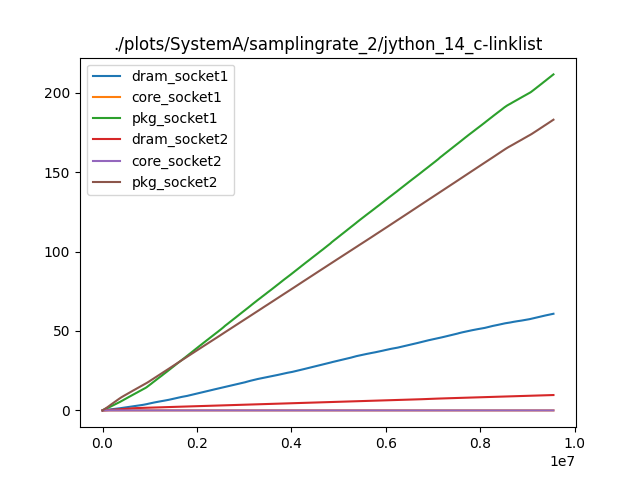 ./plots/SystemA/samplingrate_2/jython_14_c-linklist
dram_socket1
core_socket1
pkg_socket1
dram_socket2
core_socket2
pkg_socket2
200
150
100
50
0
0.0 0.2 0.4 0.6 0.8 1.0
1e7